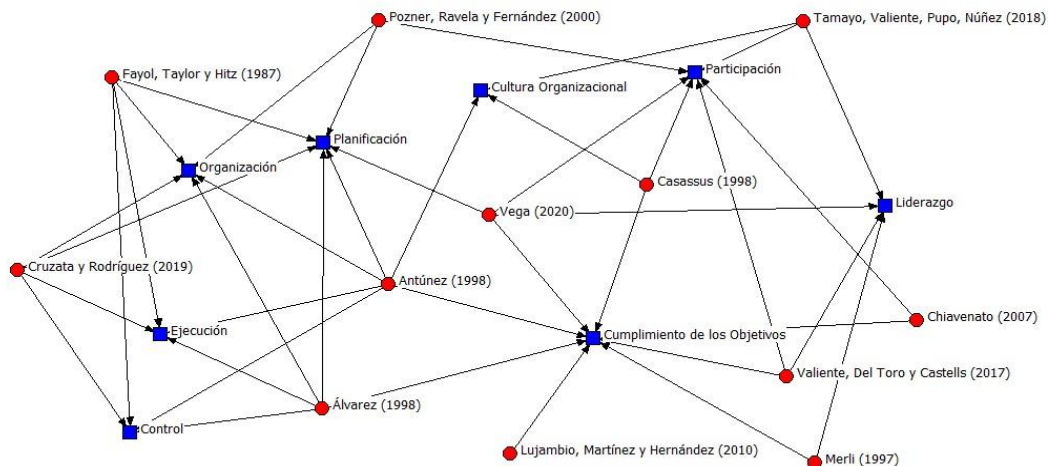 Pozner, Ravela y Fernández (2000)
Tamayo, Valiente, Pupo, Núñez (2018)
Fayol, Taylor y Hitz (1987)
Participación
Cultura Organizacional
Planificación
Organización
Casassus (1998)
Liderazgo
Vega (2020)
Cruzata y Rodríguez (2019)
Antúnez (1998)
Chiavenato (2007)
Ejecución
Cumplimiento de los Objetivos
Valiente, Del Toro y Castells (2017)
Álvarez (1998)
Control
Lujambio, Martínez y Hernández (2010)
Merli (1997)